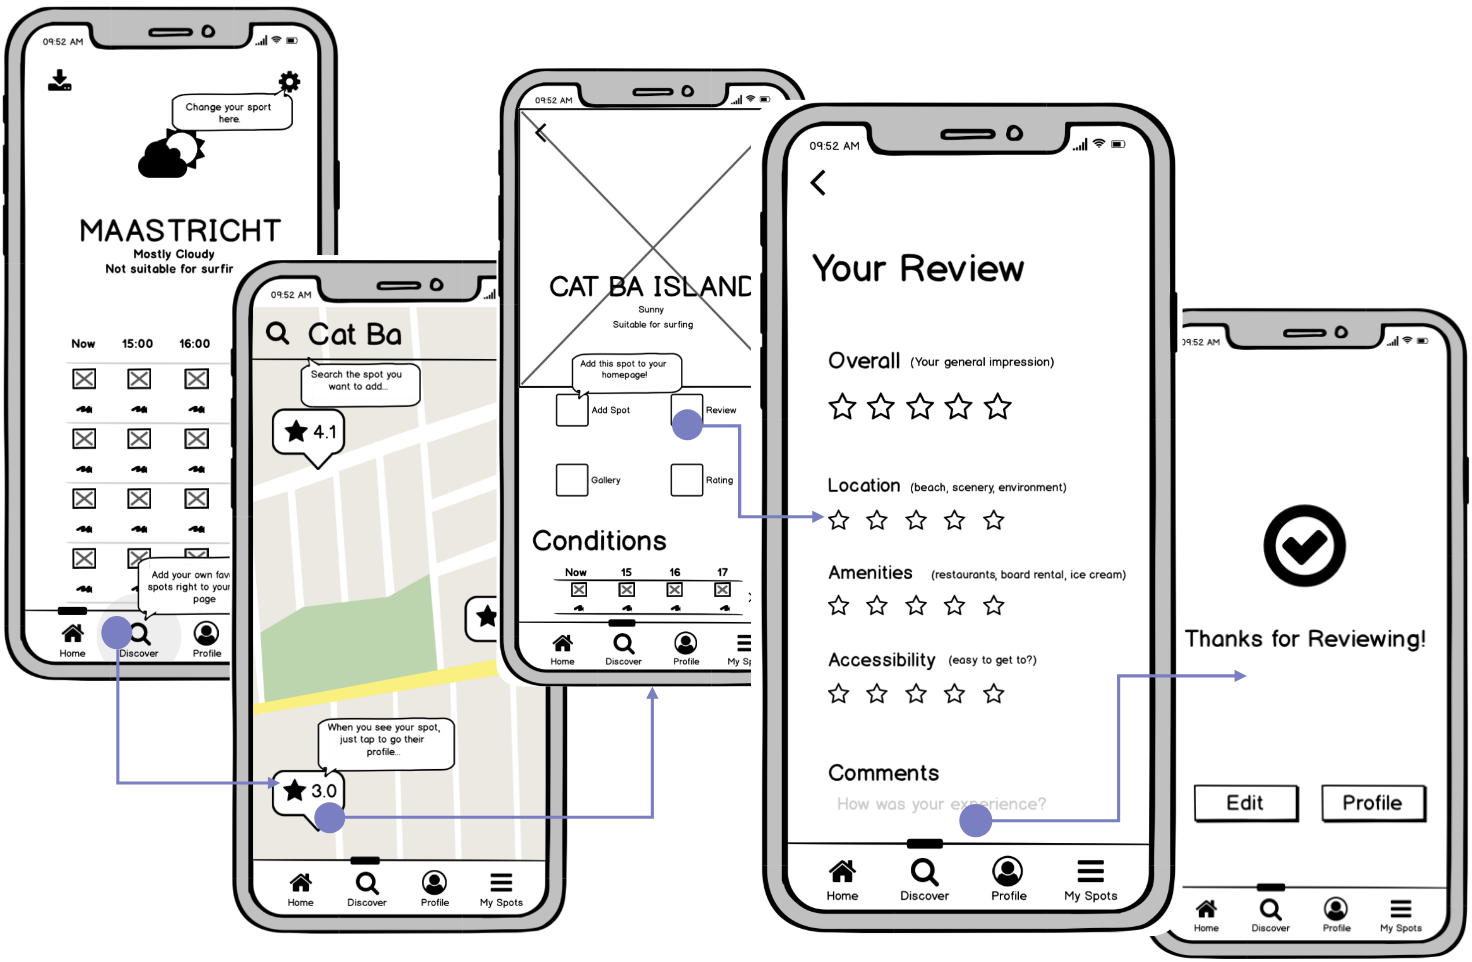 09:52 AM
Change your sport
here.
MAASTRICHT
Mostly Cloudy
Not suitable for surfin
Now 15:00 16:00
Add your own fav
spots right to your
page
Home Discover Profile
09:52 AM
Cat Ba
Search the spot you
want to add...
4.1
When you see your spot,
just tap to go their
profile...
3.0
Home Discover Profile My Spots
09:52 AM
CAT BA ISLAND
Sunny
Suitable for surfing
Add this spot to your
homepage!
Add Spot Review
Gallery Rating
Conditions
Now 15 16 17
Home Discover Profile My Sp
09:52 AM
Your Review
Overall (Your general impression)
Location (beach, scenery, environment)
Amenities (restaurants, board rental, ice cream)
Accessibility (easy to get to?)
Comments
How was your experience?
Home Discover Profile My Spots
09:52 AM
Thanks for Reviewing!
Edit Profile
Home Discover Profile My Spots